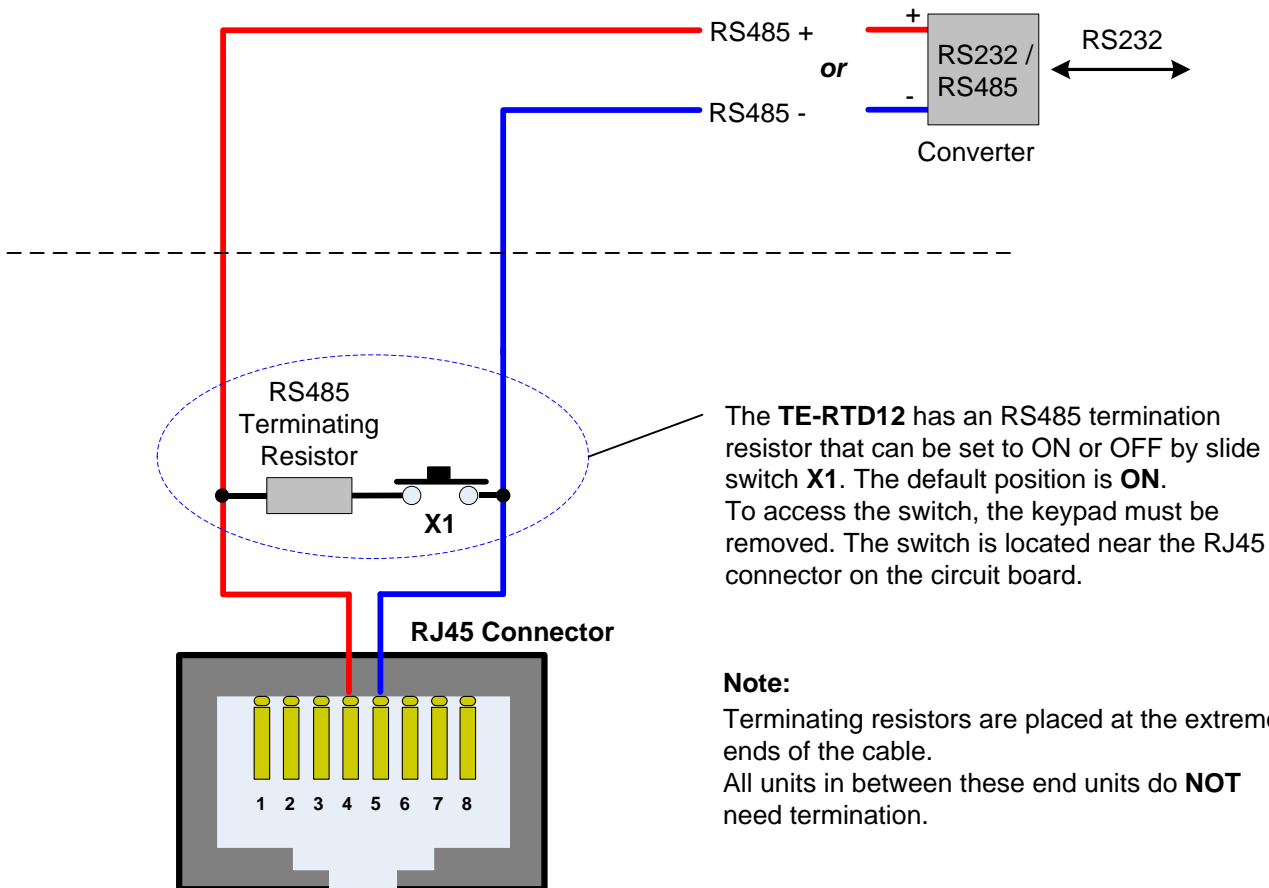 RS485 +
or
RS485 -
+
-
RS232 /
RS485
Converter
RS232
RS485
Terminating
Resistor
X1
The TE-RTD12 has an RS485 termination
resistor that can be set to ON or OFF by slide
switch X1. The default position is ON.
To access the switch, the keypad must be
removed. The switch is located near the RJ45
connector on the circuit board.
RJ45 Connector
1 2 3 4 5 6 7 8
Note:
Terminating resistors are placed at the extreme
ends of the cable.
All units in between these end units do NOT
need termination.